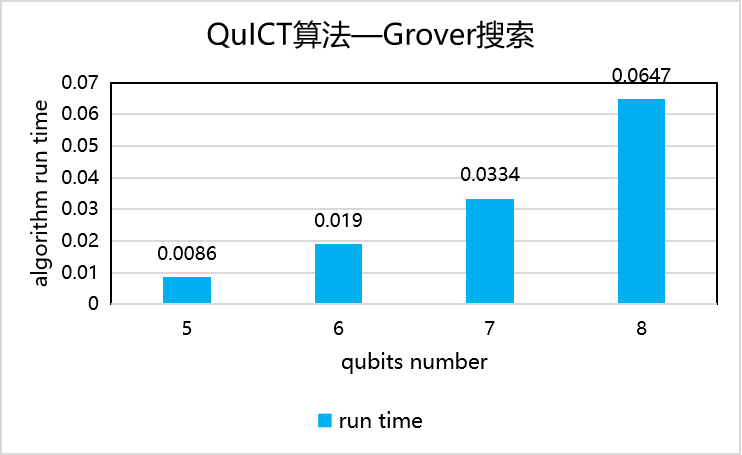 QuICT算法—Grover搜索
algorithm run time
0.07
0.06
0.05
0.04
0.03
0.02
0.01
0
0.0086
0.019
0.0334
0.0647
5 6 7 8
qubits number
run time